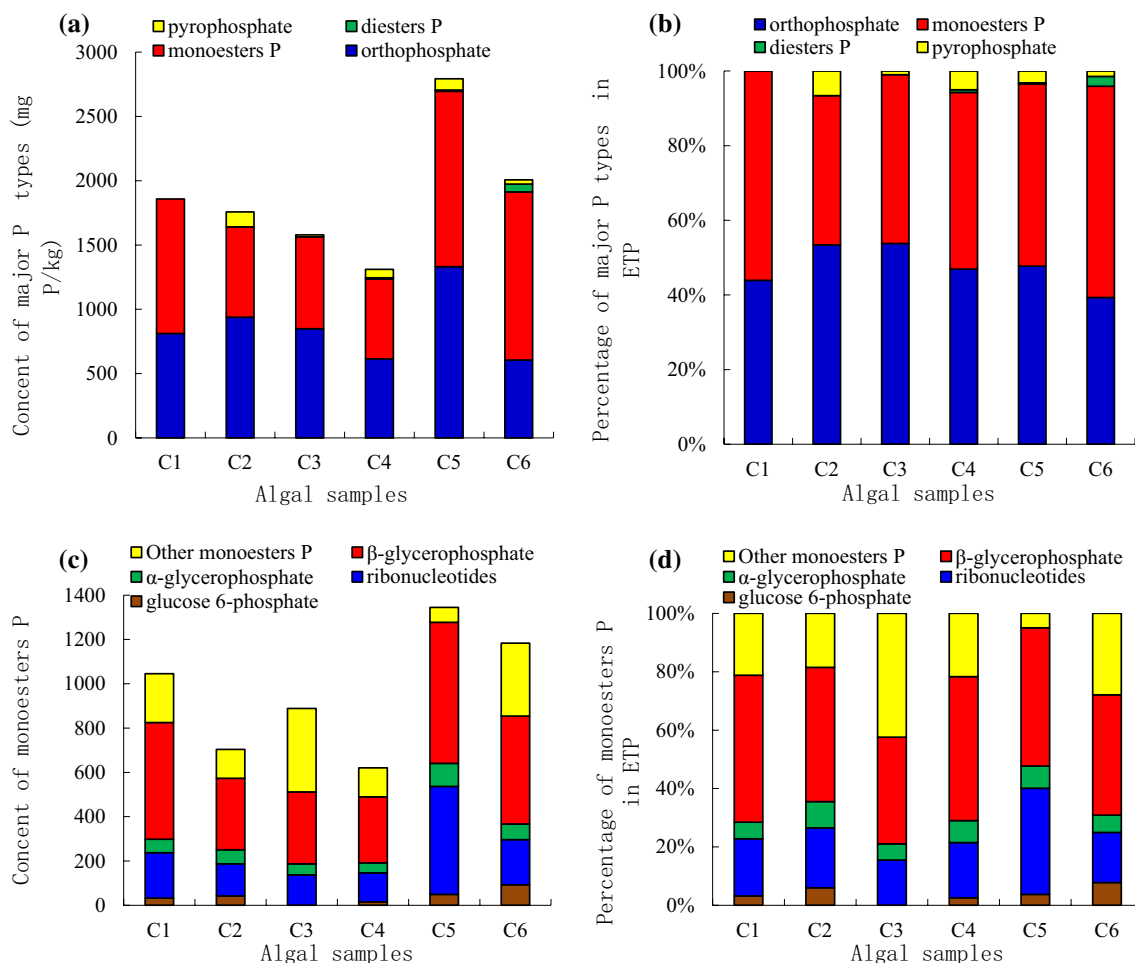 (a)
pyrophosphate diesters P
monoesters P orthophosphate
Concent of major P types (mg
P/kg)
3000
2500
2000
1500
1000
500
0
C1 C2 C3 C4 C5 C6
Algal samples
(b)
orthophosphate monoesters P
diesters P pyrophosphate
Percentage of major P types in
ETP
100%
80%
60%
40%
20%
0%
C1 C2 C3 C4 C5 C6
Algal samples
(c)
Other monoesters P β-glycerophosphate
α-glycerophosphate ribonucleotides
glucose 6-phosphate
Concent of monoesters P
1400
1200
1000
800
600
400
200
0
C1 C2 C3 C4 C5 C6
Algal samples
(d)
Other monoesters P β-glycerophosphate
α-glycerophosphate ribonucleotides
glucose 6-phosphate
Percentage of monoesters P
in ETP
100%
80%
60%
40%
20%
0%
C1 C2 C3 C4 C5 C6
Algal samples